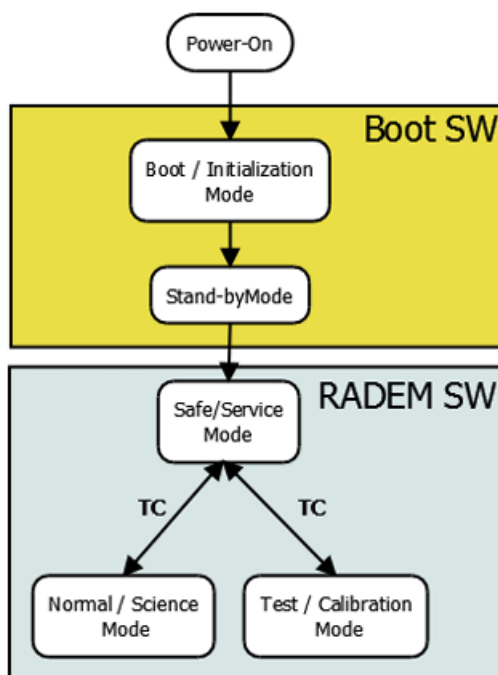 Power-On
Boot SW
Boot / Initialization
Mode
Stand-byMode
RADEM SW
Safe/Service
Mode
TC
TC
Normal / Science
Mode
Test / Calibration
Mode